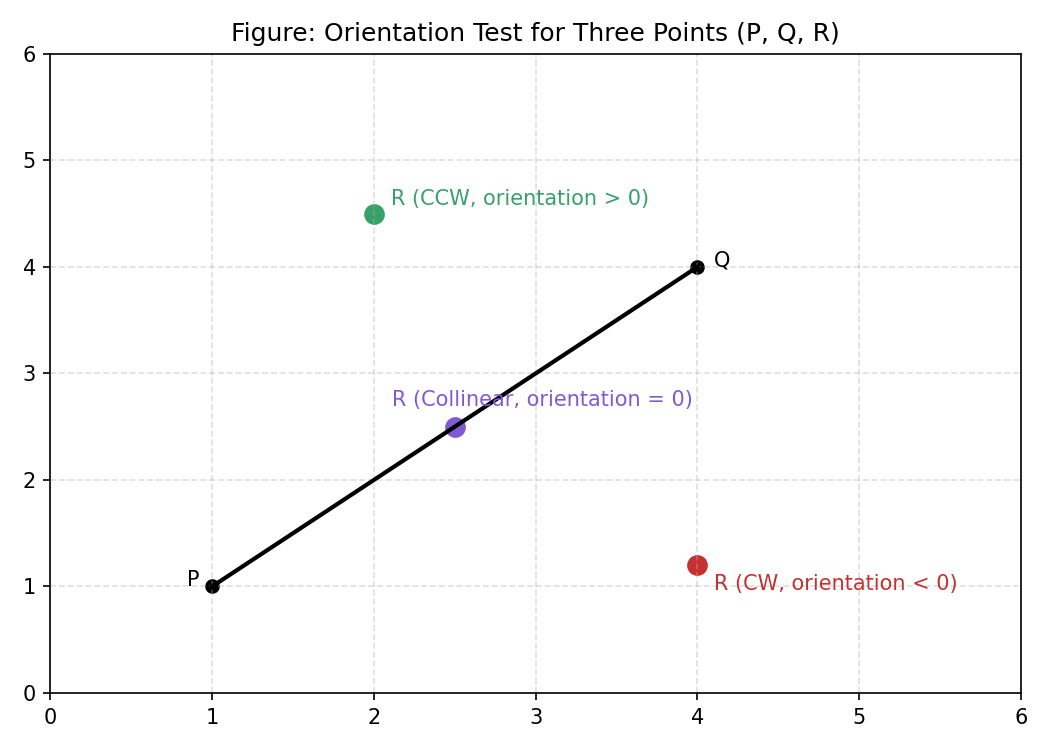 Figure: Orientation Test for Three Points (P, Q, R)
6
5
R (CCW, orientation > 0)
4
Q
3
R (Collinear, orientation = 0)
2
P
1
R (CW, orientation < 0)
0
0 1 2 3 4 5 6